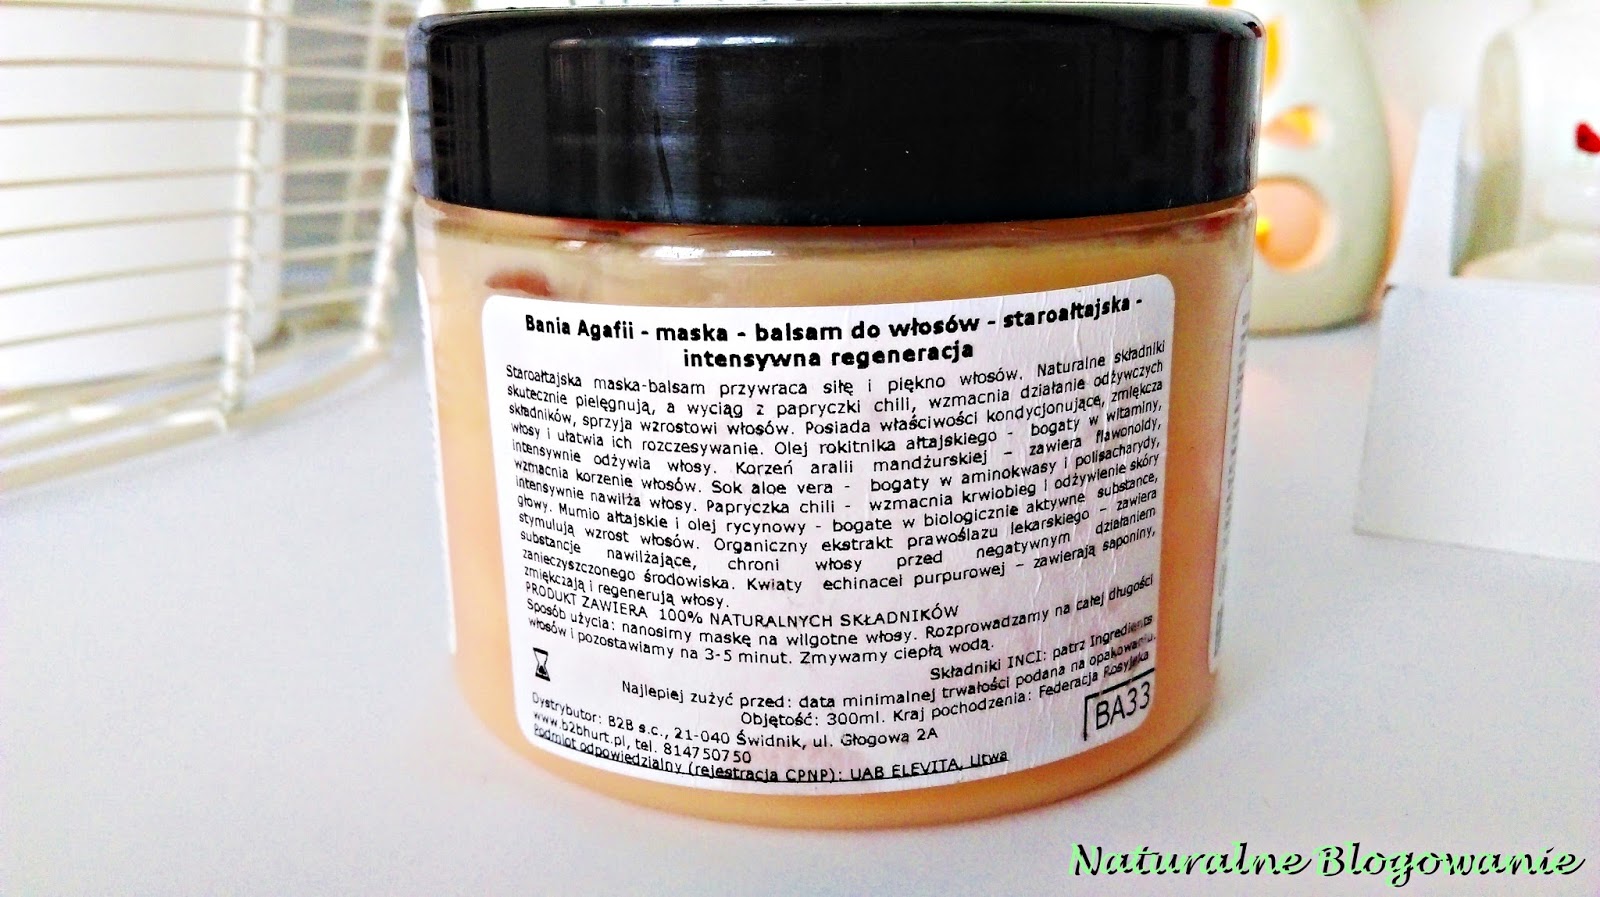 Bania Agafii - maska - balsam do włosów - staroałtajska -
intensywna regeneracja
Staroałtajska maska-balsam przywraca siłę i piękno włosów. Naturalne składniki
skutecznie pielęgnują, a wyciąg z papryczki chili, wzmacnia działanie odżywczych
składników, sprzyja wzrostowi włosów. Posiada właściwości kondycjonujące, zmiękcza
włosy i ułatwia ich rozczesywanie. Olej rokitnika ałtajskiego - bogaty w witaminy,
intensywnie odżywia włosy. Korzeń aralii mandżurskiej – zawiera flawonoldy,
wzmacnia korzenie włosów. Sok aloe vera - bogaty w aminokwasy i polisacharydy,
intensywnie nawilża włosy. Papryczka chili - wzmacnia krwiobieg i odżywienie skóry
głowy. Mumio ałtajskie i olej rycynowy - bogate w biologicznie aktywne substance,
stymulują wzrost włosów. Organiczny ekstrakt prawoślazu lekarskiego – zawiera
substancje nawilżające, chroni włosy przed negatywnym działaniem
zanieczyszczonego środowiska. Kwiaty echinacei purpurowej – zawierają saponiny,
zmiękczają i regenerują włosy.
PRODUKT ZAWIERA 100% NATURALNYCH SKŁADNIKÓW
Sposób użycia: nanosimy maskę na wilgotne włosy. Rozprowadzamy na całej długości
włosów i pozostawiamy na 3-5 minut. Zmywamy ciepłą wodą.
Składniki INCI: patrz Ingredients
Najlepiej zużyć przed: data minimalnej trwałości podana na opakowaniu.
Objętość: 300ml. Kraj pochodzenia: Federacja Rosyjska
BA33
Dystrybutor: B2B s.c., 21-040 Świdnik, ul. Głogowa 2A
www.b2bhurt.pl, tel. 814750750
Podmiot odpowiedzialny (rejestracja CPNP): UAB ELEVITA, Litwa
Naturalne Blogowanie